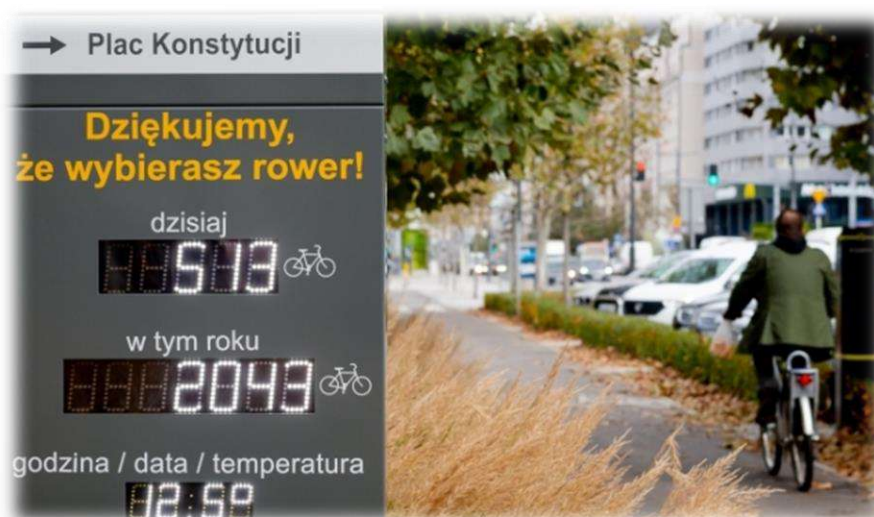 → Plac Konstytucji
Dziękujemy,
że wybierasz rower!
dzisiaj
513
w tym roku
2043
godzina / data / temperatura
12:59